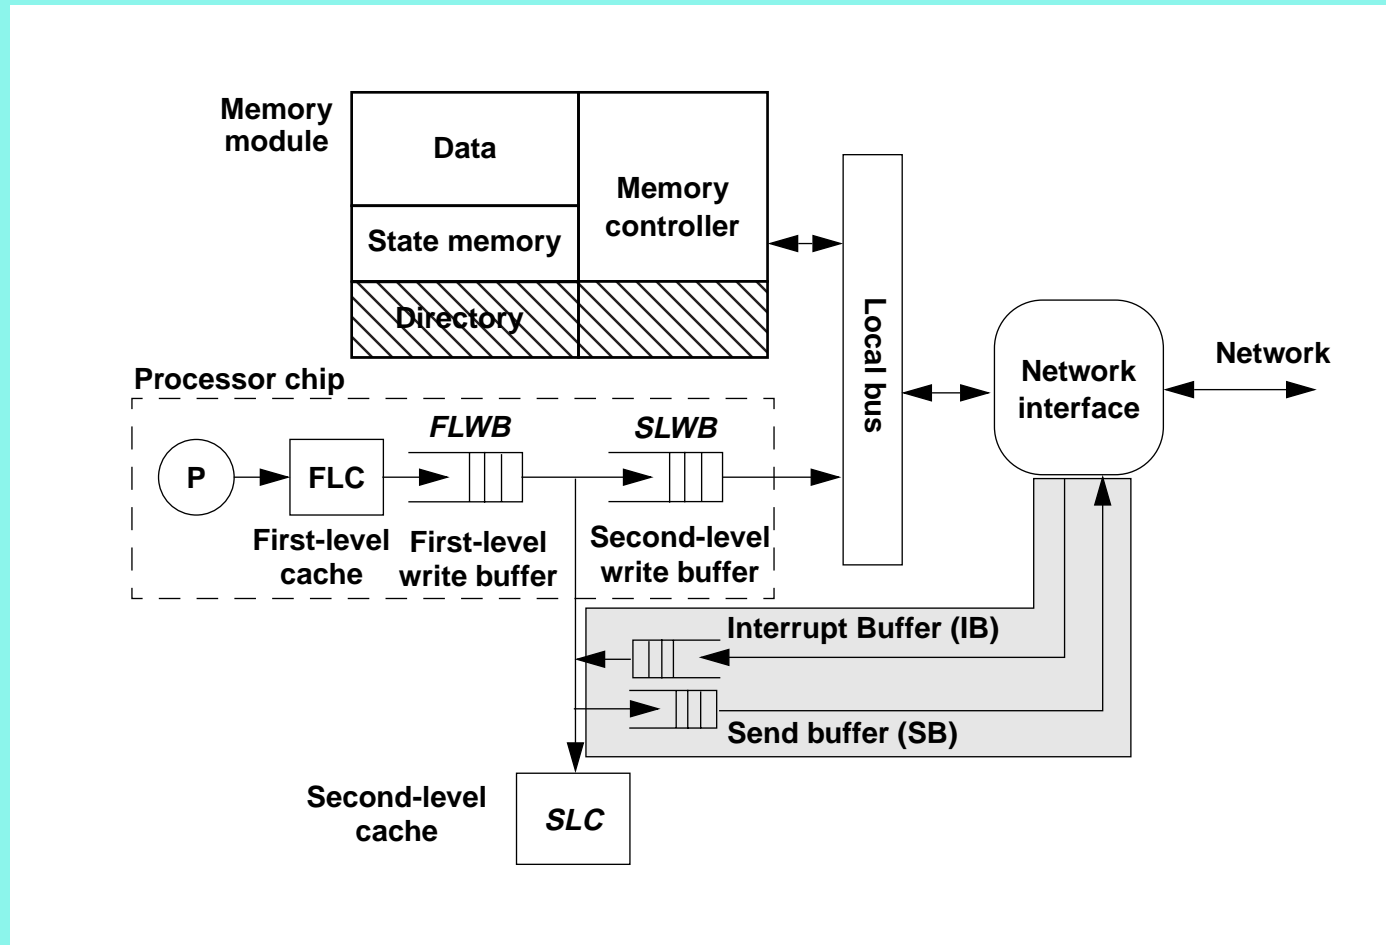 Memory
module
Data
Memory
controller
State memory
Directory
Local bus
Network
interface
Network
Processor chip
FLWB
SLWB
P
FLC
First-level
cache
First-level
write buffer
Second-level
write buffer
Interrupt Buffer (IB)
Send buffer (SB)
Second-level
cache
SLC